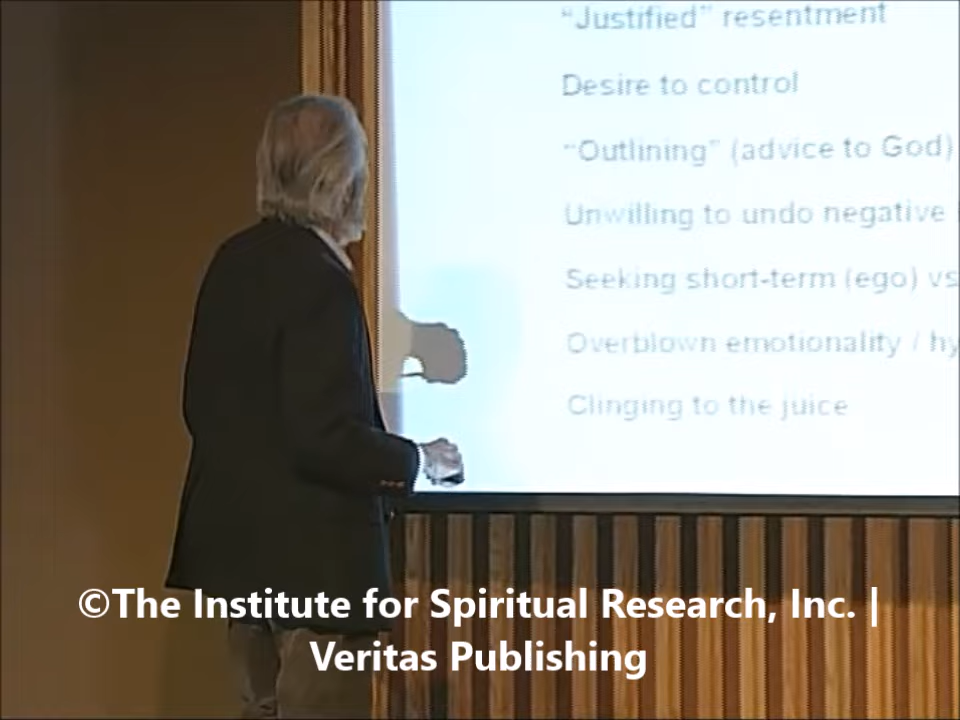 "Justified" resentment
Desire to control
"Outlining" (advice to God)
Unwilling to undo negative
Seeking short-term (ego) vs
Overblown emotionality / hy
Clinging to the juice
©The Institute for Spiritual Research, Inc. |
Veritas Publishing